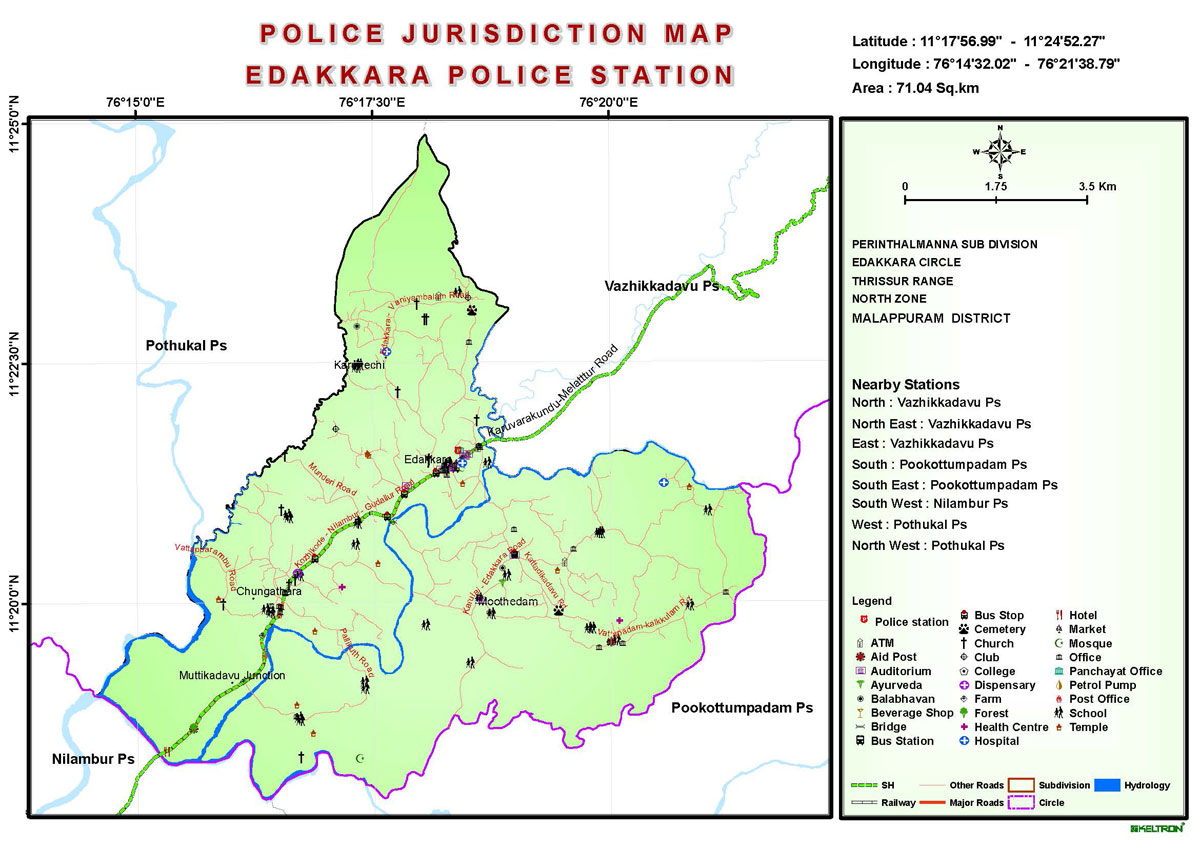 POLICE JURISDICTION MAP
EDAKKARA POLICE STATION
Latitude : 11°17'56.99" - 11°24'52.27"
Longitude : 76°14'32.02" - 76°21'38.79"
Area : 71.04 Sq.km
76°15'0"E
76°17'30"E
76°20'0"E
11°25'0"N
11°22'30"N
11°20'0"N
N
W
E
S
0
1.75
3.5 Km
PERINTHALMANNA SUB DIVISION
EDAKKARA CIRCLE
THRISSUR RANGE
NORTH ZONE
MALAPPURAM DISTRICT
Vazhikkadavu Ps
Pothukal Ps
Edakkara - Vaniyambalam Road
Karuvarakundu-Melatttur Road
Edakkara
Munderi Road
Kozhikode - Nilambur - Gudallur Road
Vattapparambu Road
Chungathara
Karulai - Edakkara Road
Kattudikadavu Rd
Moothedam
Pallikuth Road
Muttikadavu Junction
Pookottumpadam Ps
Nilambur Ps
Nearby Stations
North : Vazhikkadavu Ps
North East : Vazhikkadavu Ps
East : Vazhikkadavu Ps
South : Pookottumpadam Ps
South East : Pookottumpadam Ps
South West : Nilambur Ps
West : Pothukal Ps
North West : Pothukal Ps
Legend
Police station
ATM
Aid Post
Auditorium
Ayurveda
Balabhavan
Beverage Shop
Bridge
Bus Station
Bus Stop
Cemetery
Church
Club
College
Dispensary
Farm
Forest
Health Centre
Hospital
Hotel
Market
Mosque
Office
Panchayat Office
Petrol Pump
Post Office
School
Temple
SH
Other Roads
Subdivision
Hydrology
Railway
Major Roads
Circle
KELTRON